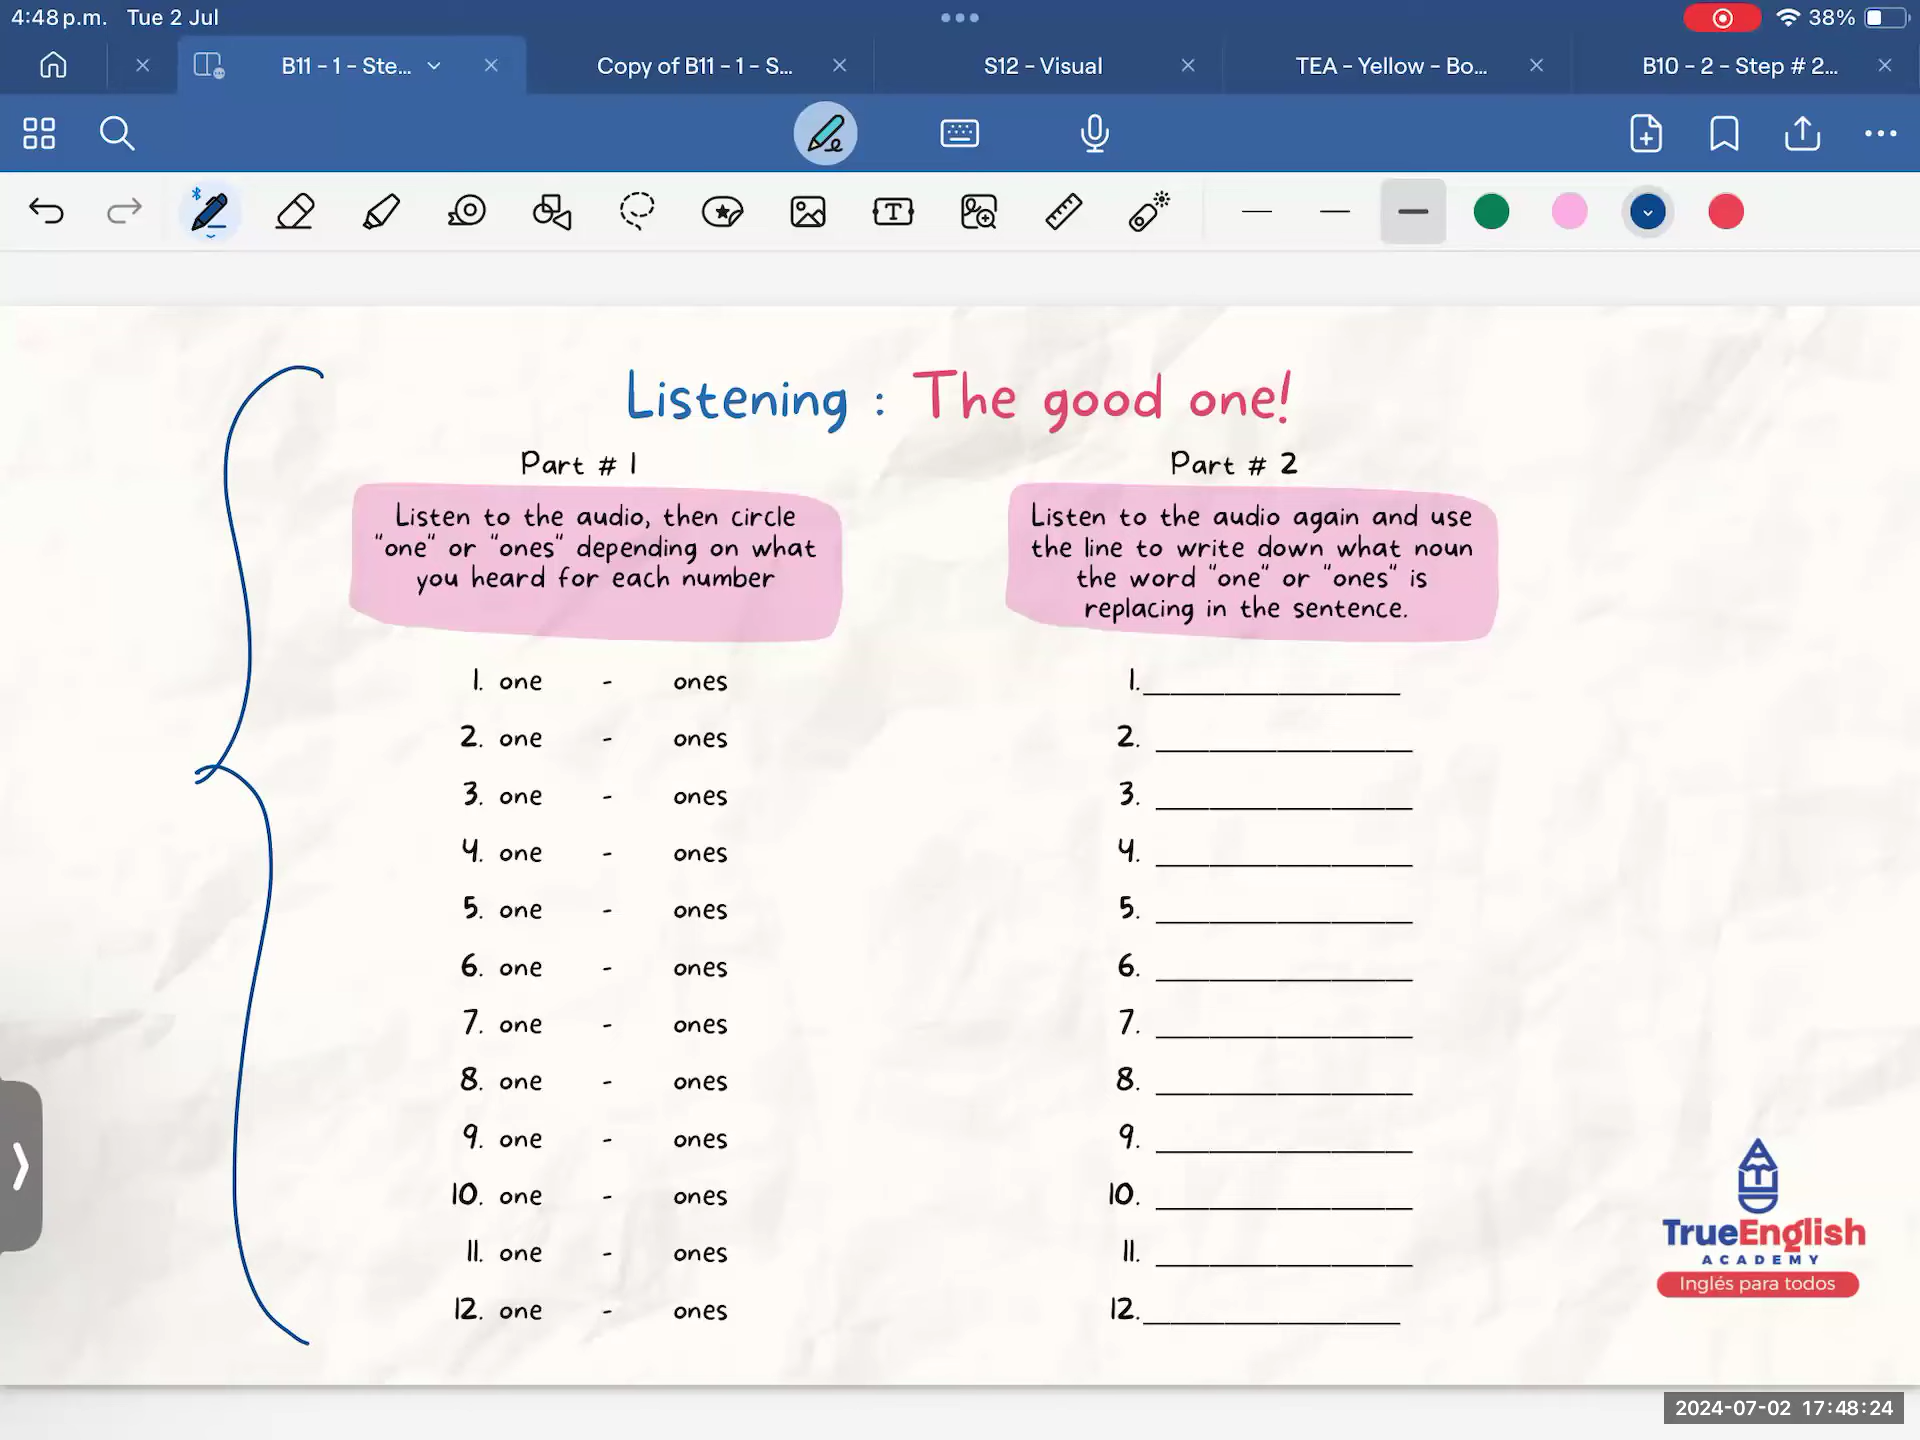 4:48 p.m. Tue 2 Jul
38%
B11 - 1 - Ste...
Copy of B11 - 1 - S...
S12 - Visual
TEA - Yellow - Bo...
B10 - 2 - Step # 2...
Listening : The good one!
Part # 1
Listen to the audio, then circle
"one" or "ones" depending on what
you heard for each number
1. one - ones
2. one - ones
3. one - ones
4. one - ones
5. one - ones
6. one - ones
7. one - ones
8. one - ones
9. one - ones
10. one - ones
11. one - ones
12. one - ones
Part # 2
Listen to the audio again and use
the line to write down what noun
the word "one" or "ones" is
replacing in the sentence.
1.
2.
3.
4.
5.
6.
7.
8.
9.
10.
11.
12.
TrueEnglish
ACADEMY
Inglés para todos
2024-07-02 17:48:24